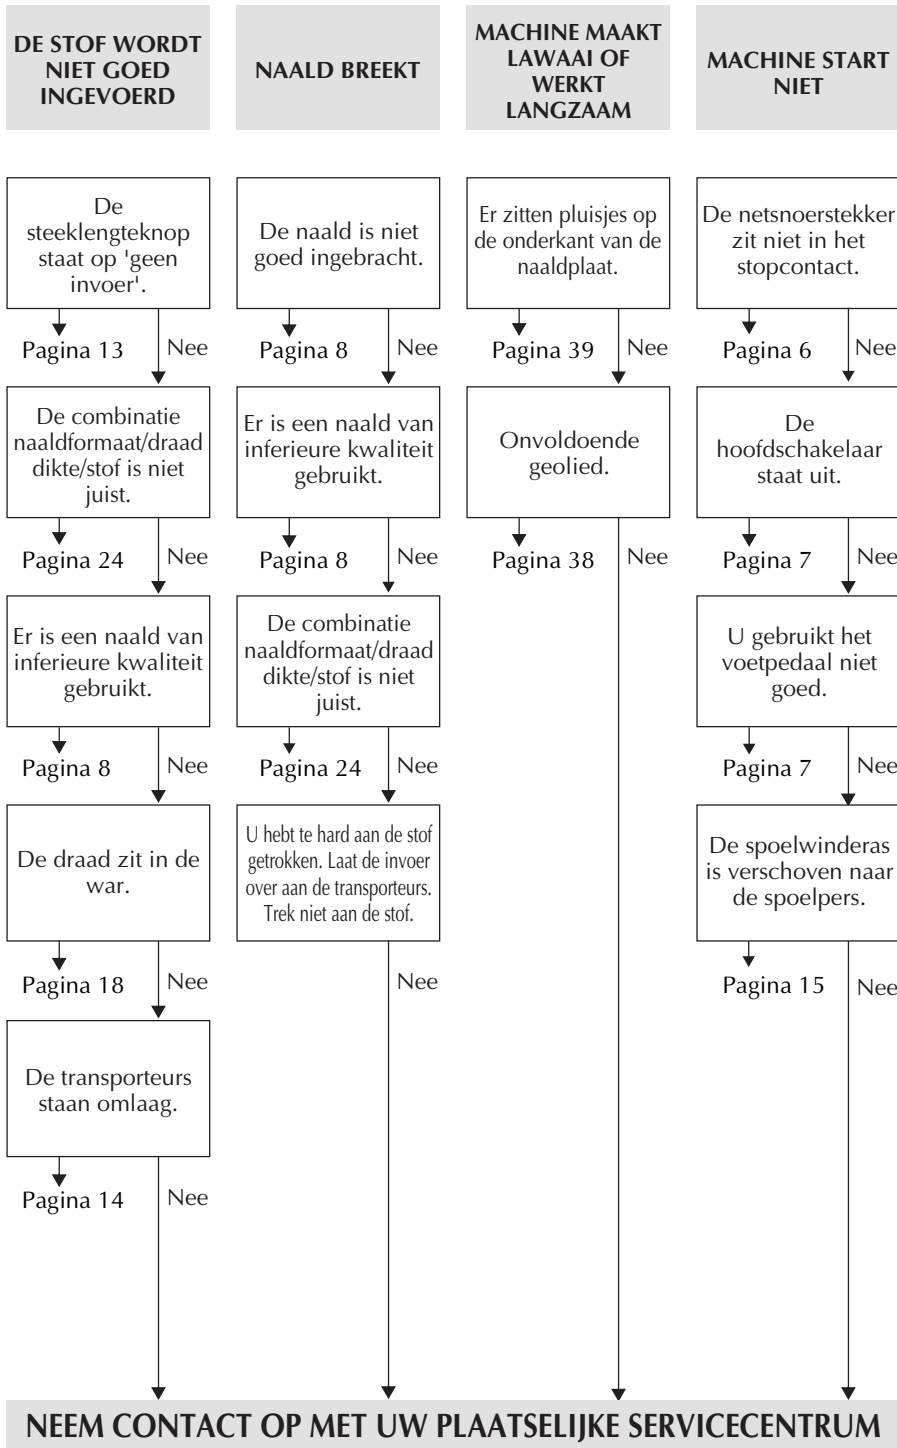 DE STOF WORDT
NIET GOED
INGEVOERD
De
steeklengteknop
staat op 'geen
invoer'.
Pagina 13
Nee
De combinatie
naaldformaat/draad
dikte/stof is niet
juist.
Pagina 24
Nee
Er is een naald van
inferieure kwaliteit
gebruikt.
Pagina 8
Nee
De draad zit in de
war.
Pagina 18
Nee
De transporteurs
staan omlaag.
Pagina 14
Nee
NAALD BREEKT
De naald is niet
goed ingebracht.
Pagina 8
Nee
Er is een naald van
inferieure kwaliteit
gebruikt.
Pagina 8
Nee
De combinatie
naaldformaat/draad
dikte/stof is niet
juist.
Pagina 24
Nee
U hebt te hard aan de stof
getrokken. Laat de invoer
over aan de transporteurs.
Trek niet aan de stof.
Nee
MACHINE MAAKT
LAWAAI OF
WERKT
LANGZAAM
Er zitten pluisjes op
de onderkant van de
naaldplaat.
Pagina 39
Nee
Onvoldoende
geolied.
Pagina 38
Nee
MACHINE START
NIET
De netsnoerstekker
zit niet in het
stopcontact.
Pagina 6
Nee
De
hoofdschakelaar
staat uit.
Pagina 7
Nee
U gebruikt het
voetpedaal niet
goed.
Pagina 7
Nee
De spoelwinderas
is verschoven naar
de spoelpers.
Pagina 15
Nee
NEEM CONTACT OP MET UW PLAATSELIJKE SERVICECENTRUM